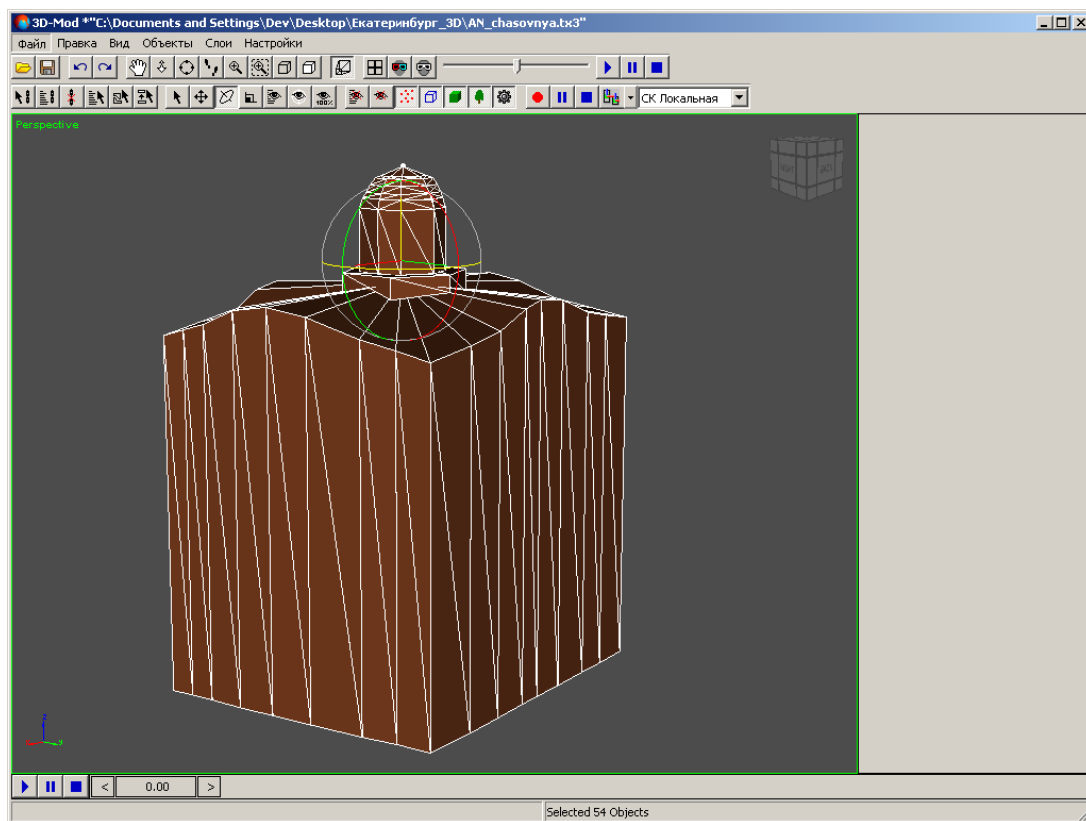 3D-Mod *"C:\Documents and Settings\Dev\Desktop\Екатеринбург_3D\AN_chasovnya.tx3"
Файл Правка Вид Объекты Слои Настройки
100%
СК Локальная
Perspective
z
y
< 0.00 >
Selected 54 Objects